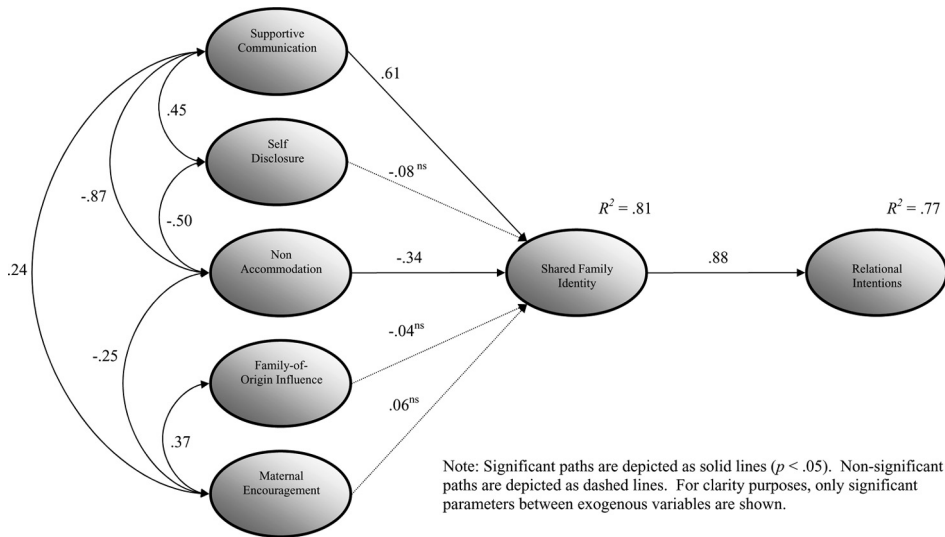 Supportive
Communication
.61
.45
Self
Disclosure
-.08 ns
-.87
-.50
R² = .81
R² = .77
.24
Non
Accommodation
-.34
Shared Family
Identity
.88
Relational
Intentions
-.25
-.04ns
Family-of-
Origin Influence
.06ns
.37
Maternal
Encouragement
Note: Significant paths are depicted as solid lines (p < .05). Non-significant
paths are depicted as dashed lines. For clarity purposes, only significant
parameters between exogenous variables are shown.